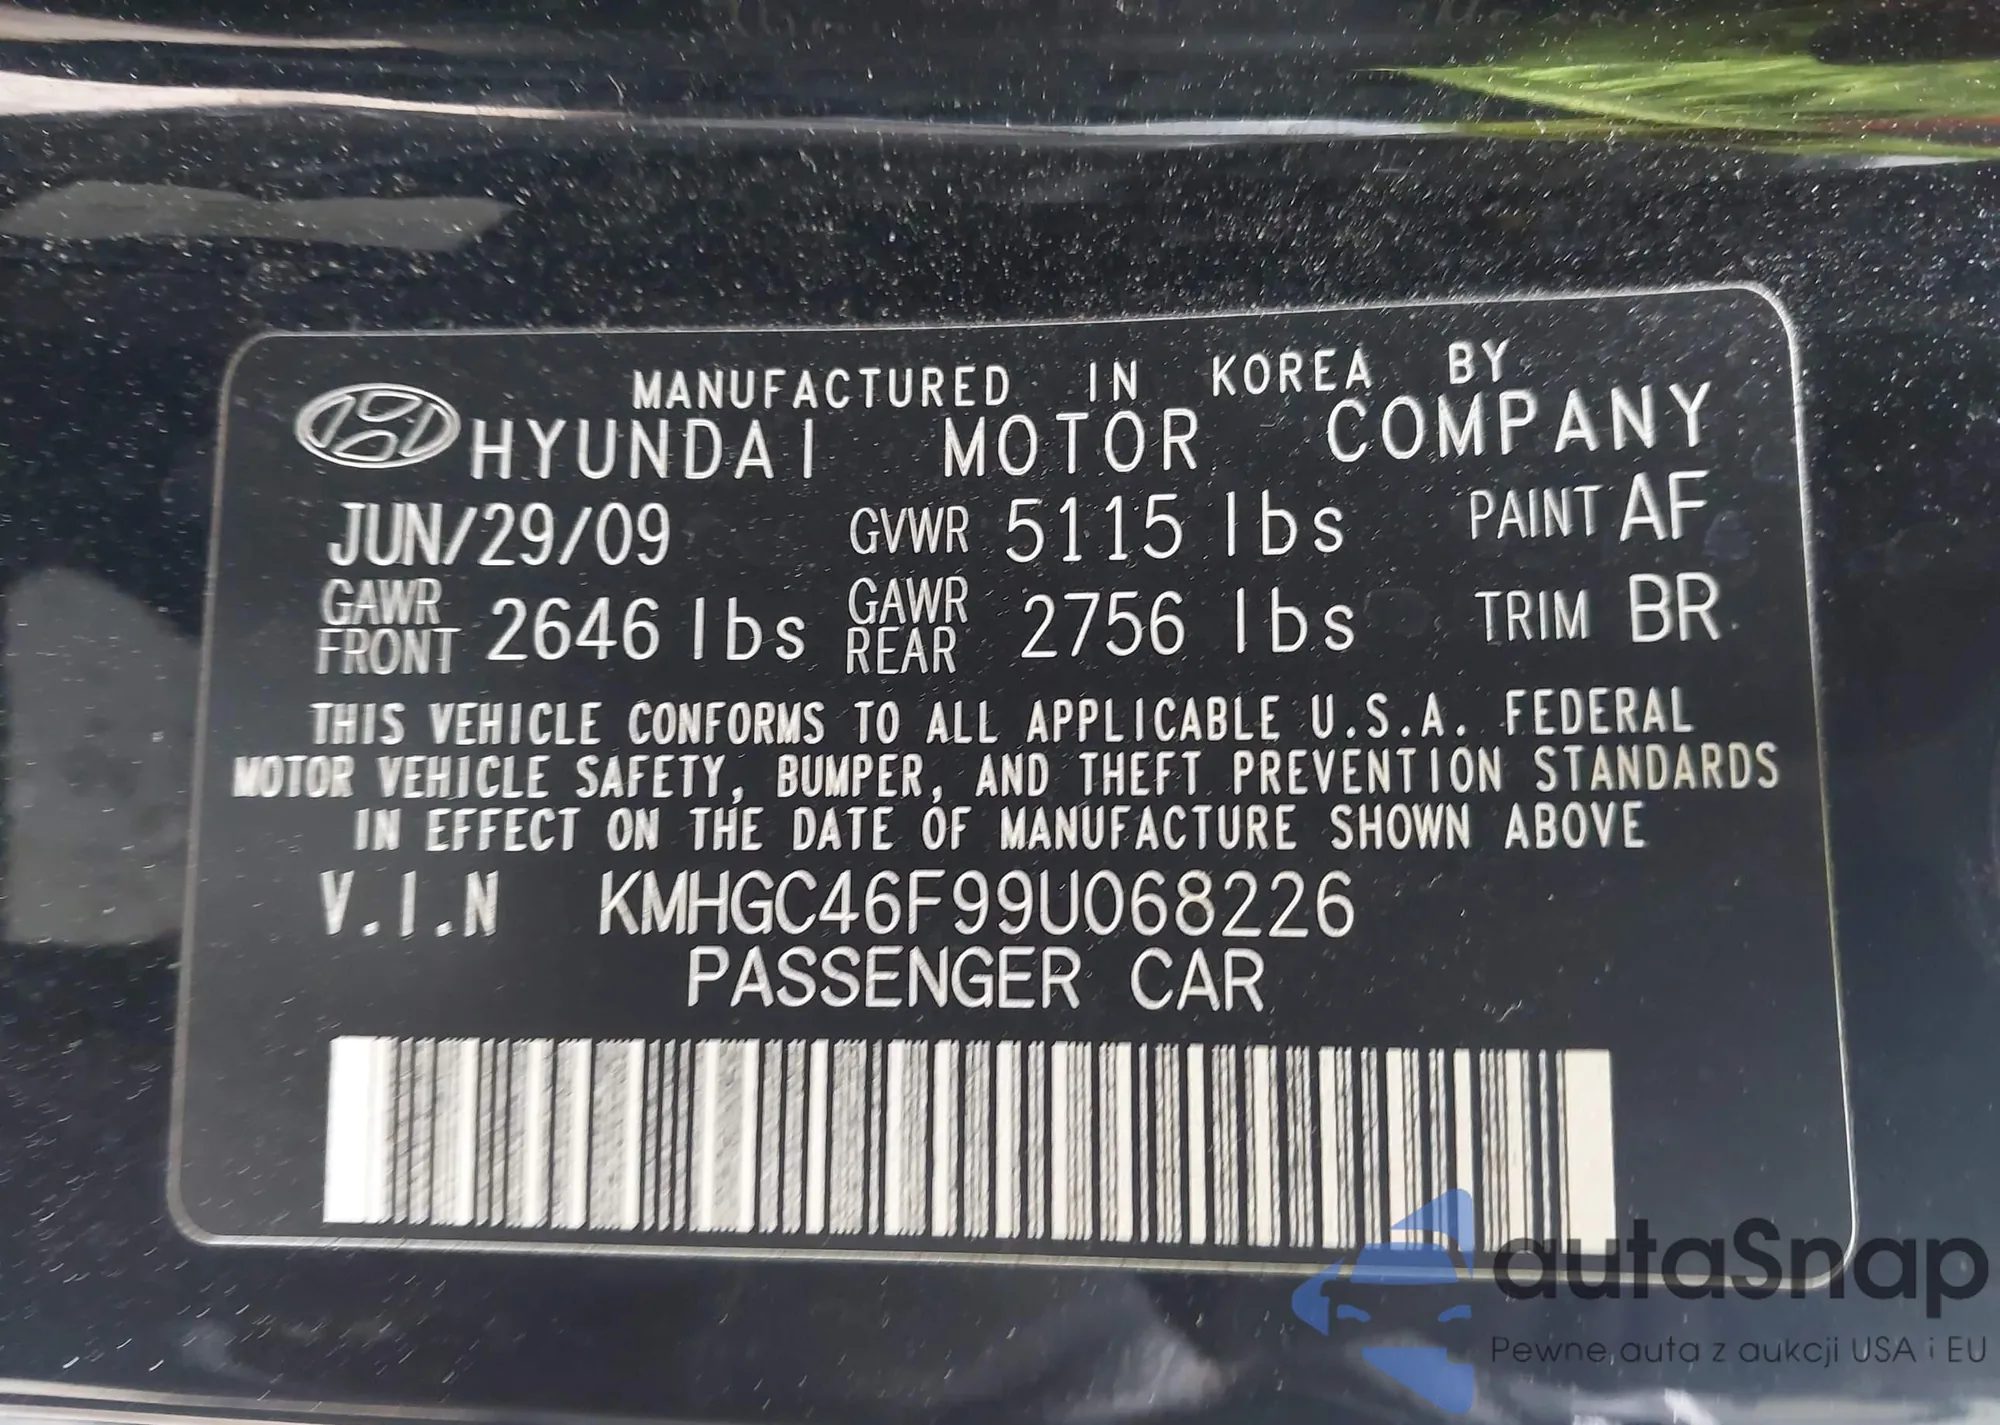 MANUFACTURED IN KOREA BY
HYUNDAI MOTOR COMPANY
JUN/29/09 GVWR 5115 lbs PAINT AF
GAWR FRONT 2646 lbs GAWR REAR 2756 lbs TRIM BR
THIS VEHICLE CONFORMS TO ALL APPLICABLE U.S.A. FEDERAL
MOTOR VEHICLE SAFETY, BUMPER, AND THEFT PREVENTION STANDARDS
IN EFFECT ON THE DATE OF MANUFACTURE SHOWN ABOVE
V.I.N KMHGC46F99U068226
PASSENGER CAR
autaSnap
Pewne auta z aukcji USA i EU